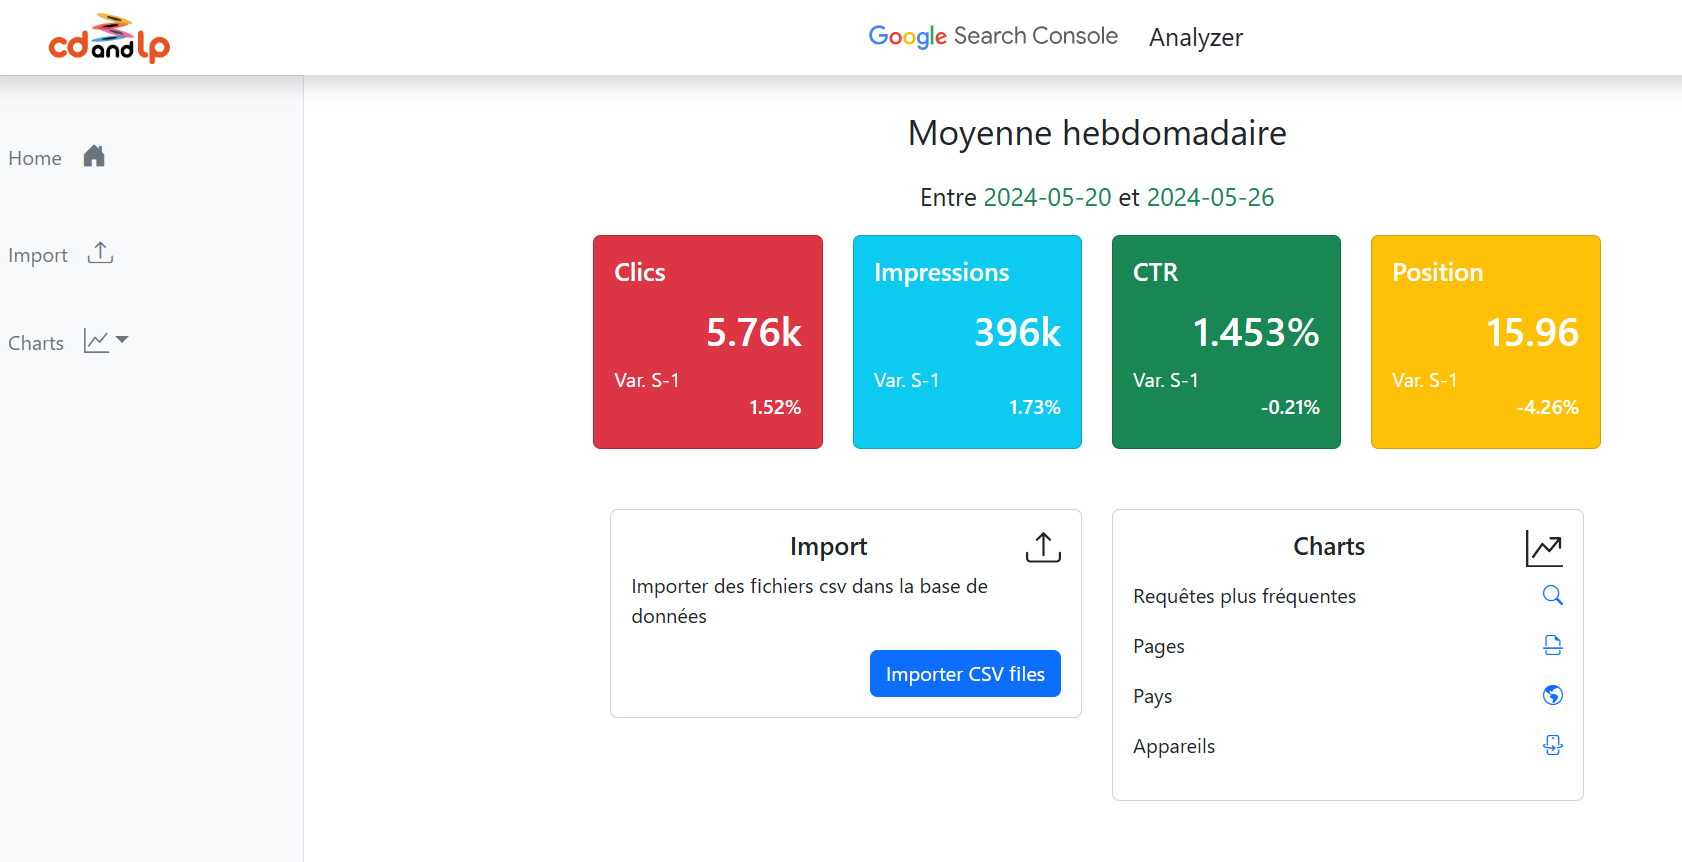 cdandlp
Google Search Console Analyzer
Home
Import
Charts
Moyenne hebdomadaire
Entre 2024-05-20 et 2024-05-26
Clics
5.76k
Var. S-1
1.52%
Impressions
396k
Var. S-1
1.73%
CTR
1.453%
Var. S-1
-0.21%
Position
15.96
Var. S-1
-4.26%
Import
Importer des fichiers csv dans la base de
données
Importer CSV files
Charts
Requêtes plus fréquentes
Pages
Pays
Appareils